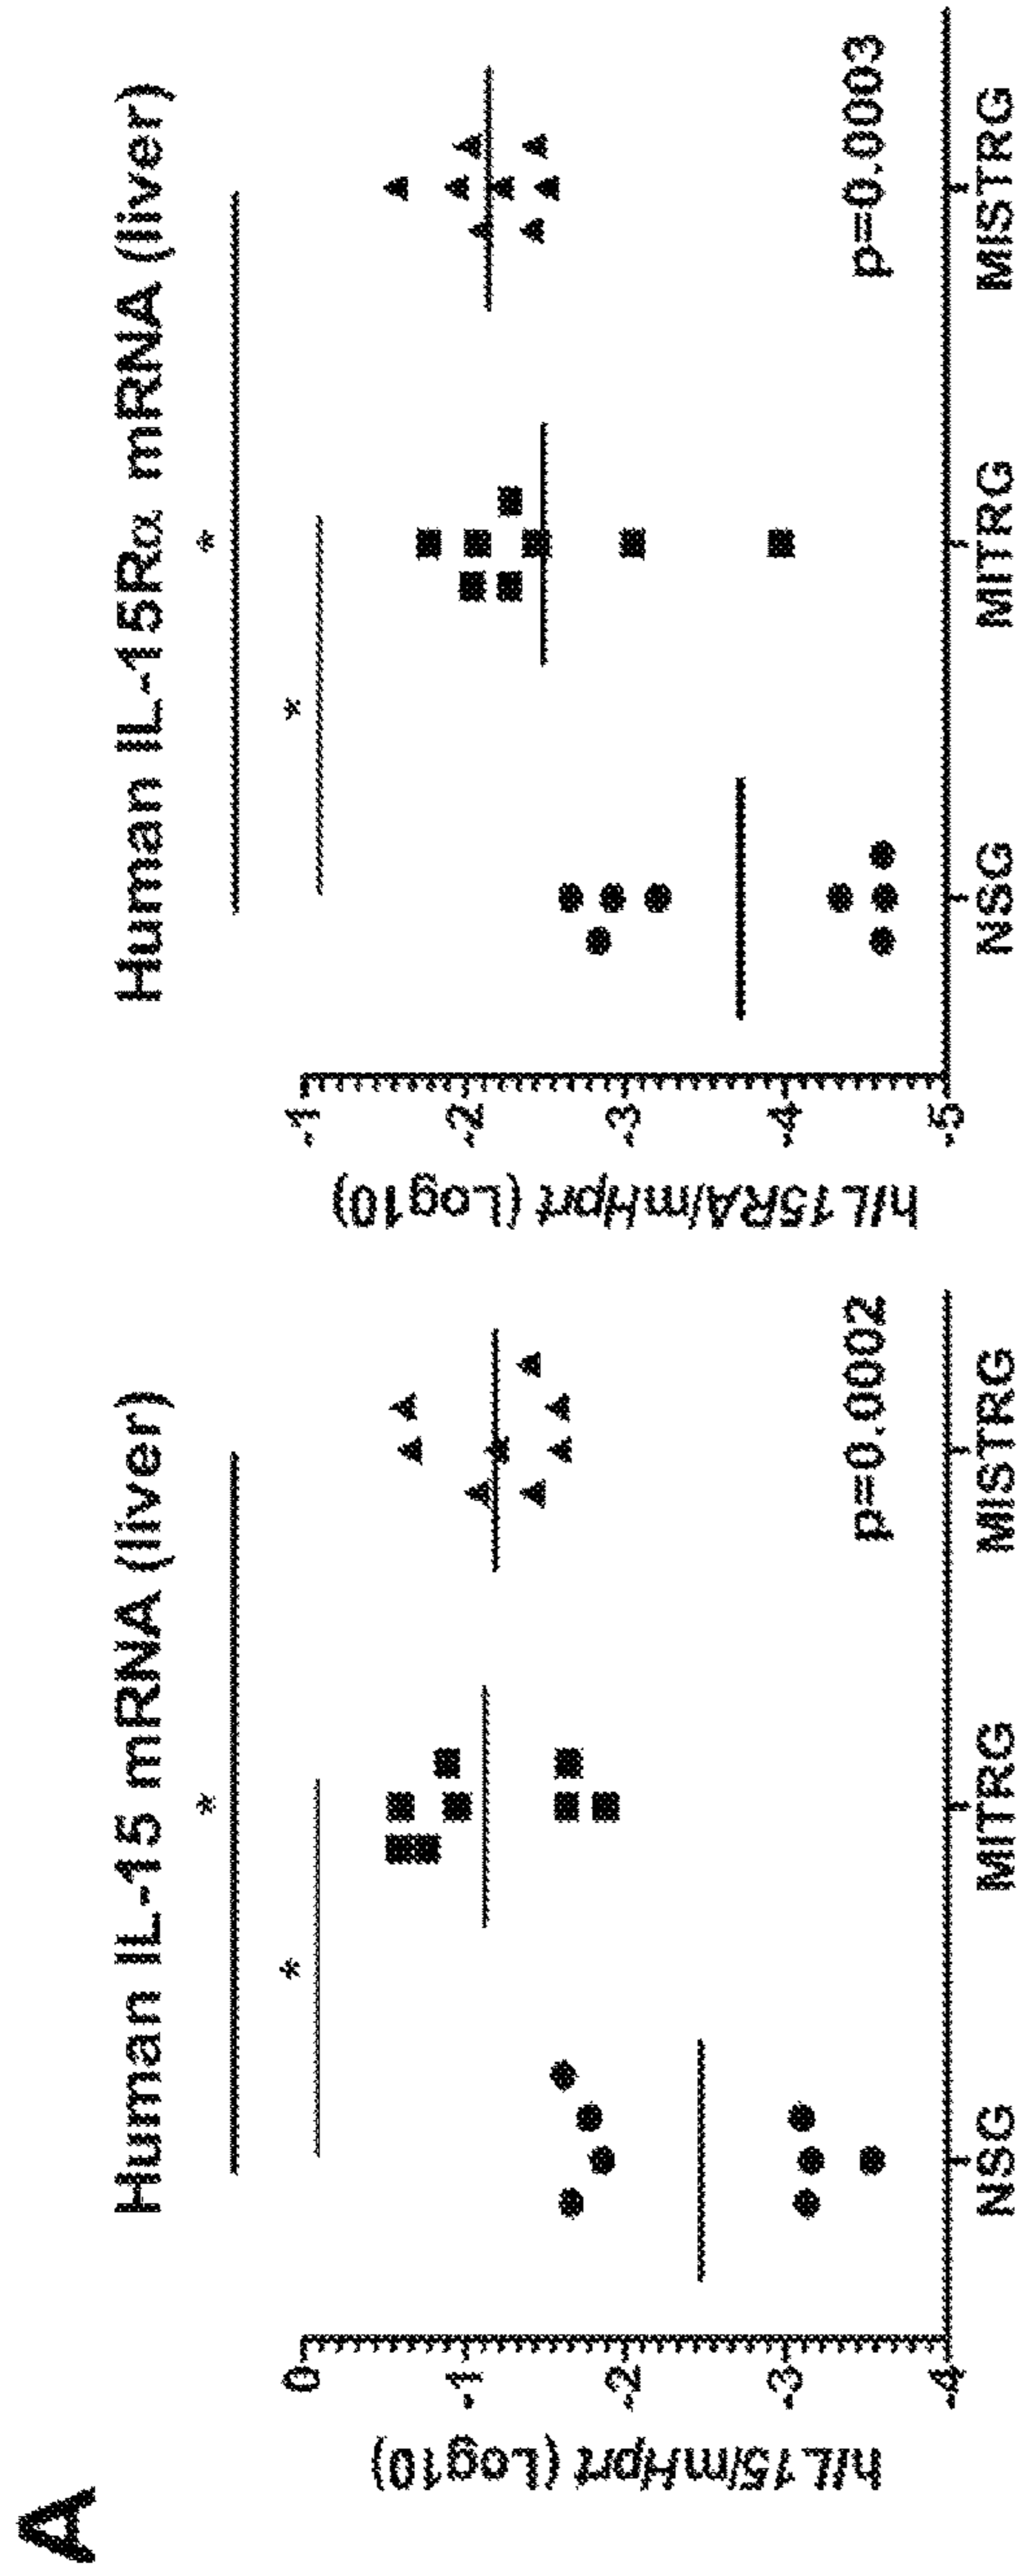 A
Human IL-15 mRNA (liver)
*
*
hIL15/mHprt (Log10)
0
-1
-2
-3
-4
p=0.0002
NSG
MITRG
MISTRG
Human IL-15Rα mRNA (liver)
*
*
hIL15RA/mHprt (Log10)
-1
-2
-3
-4
-5
p=0.0003
NSG
MITRG
MISTRG